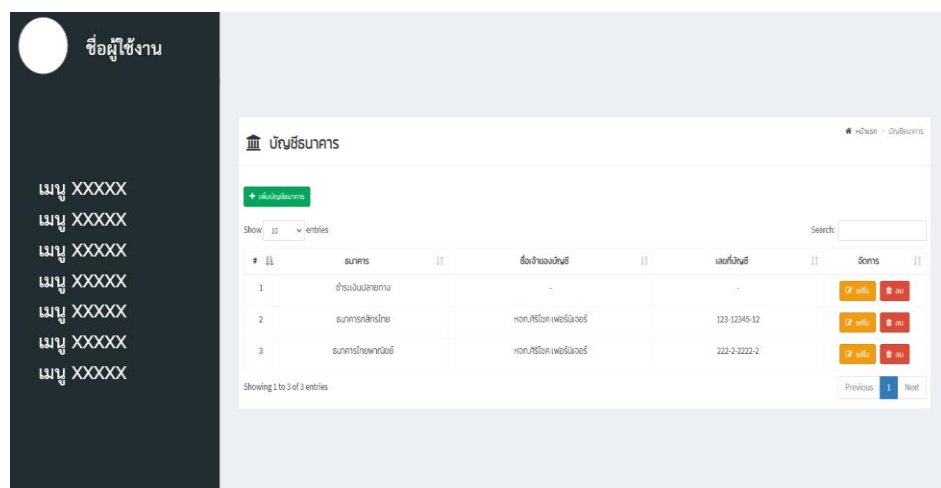 ชื่อผู้ใช้งาน
เมนู XXXXX
เมนู XXXXX
เมนู XXXXX
เมนู XXXXX
เมนู XXXXX
เมนู XXXXX
เมนู XXXXX
บัญชีธนาคาร
หน้าแรก > บัญชีธนาคาร
+ เพิ่มบัญชีธนาคาร
Show 10 entries Search:
# ธนาคาร ชื่อเจ้าของบัญชี เลขที่บัญชี จัดการ
1 ชำระเงินปลายทาง - - แก้ไข ลบ
2 ธนาคารกสิกรไทย หจก.ศิริโชค เฟอร์นิเจอร์ 123-12345-12 แก้ไข ลบ
3 ธนาคารไทยพาณิชย์ หจก.ศิริโชค เฟอร์นิเจอร์ 222-2-2222-2 แก้ไข ลบ
Showing 1 to 3 of 3 entries Previous 1 Next